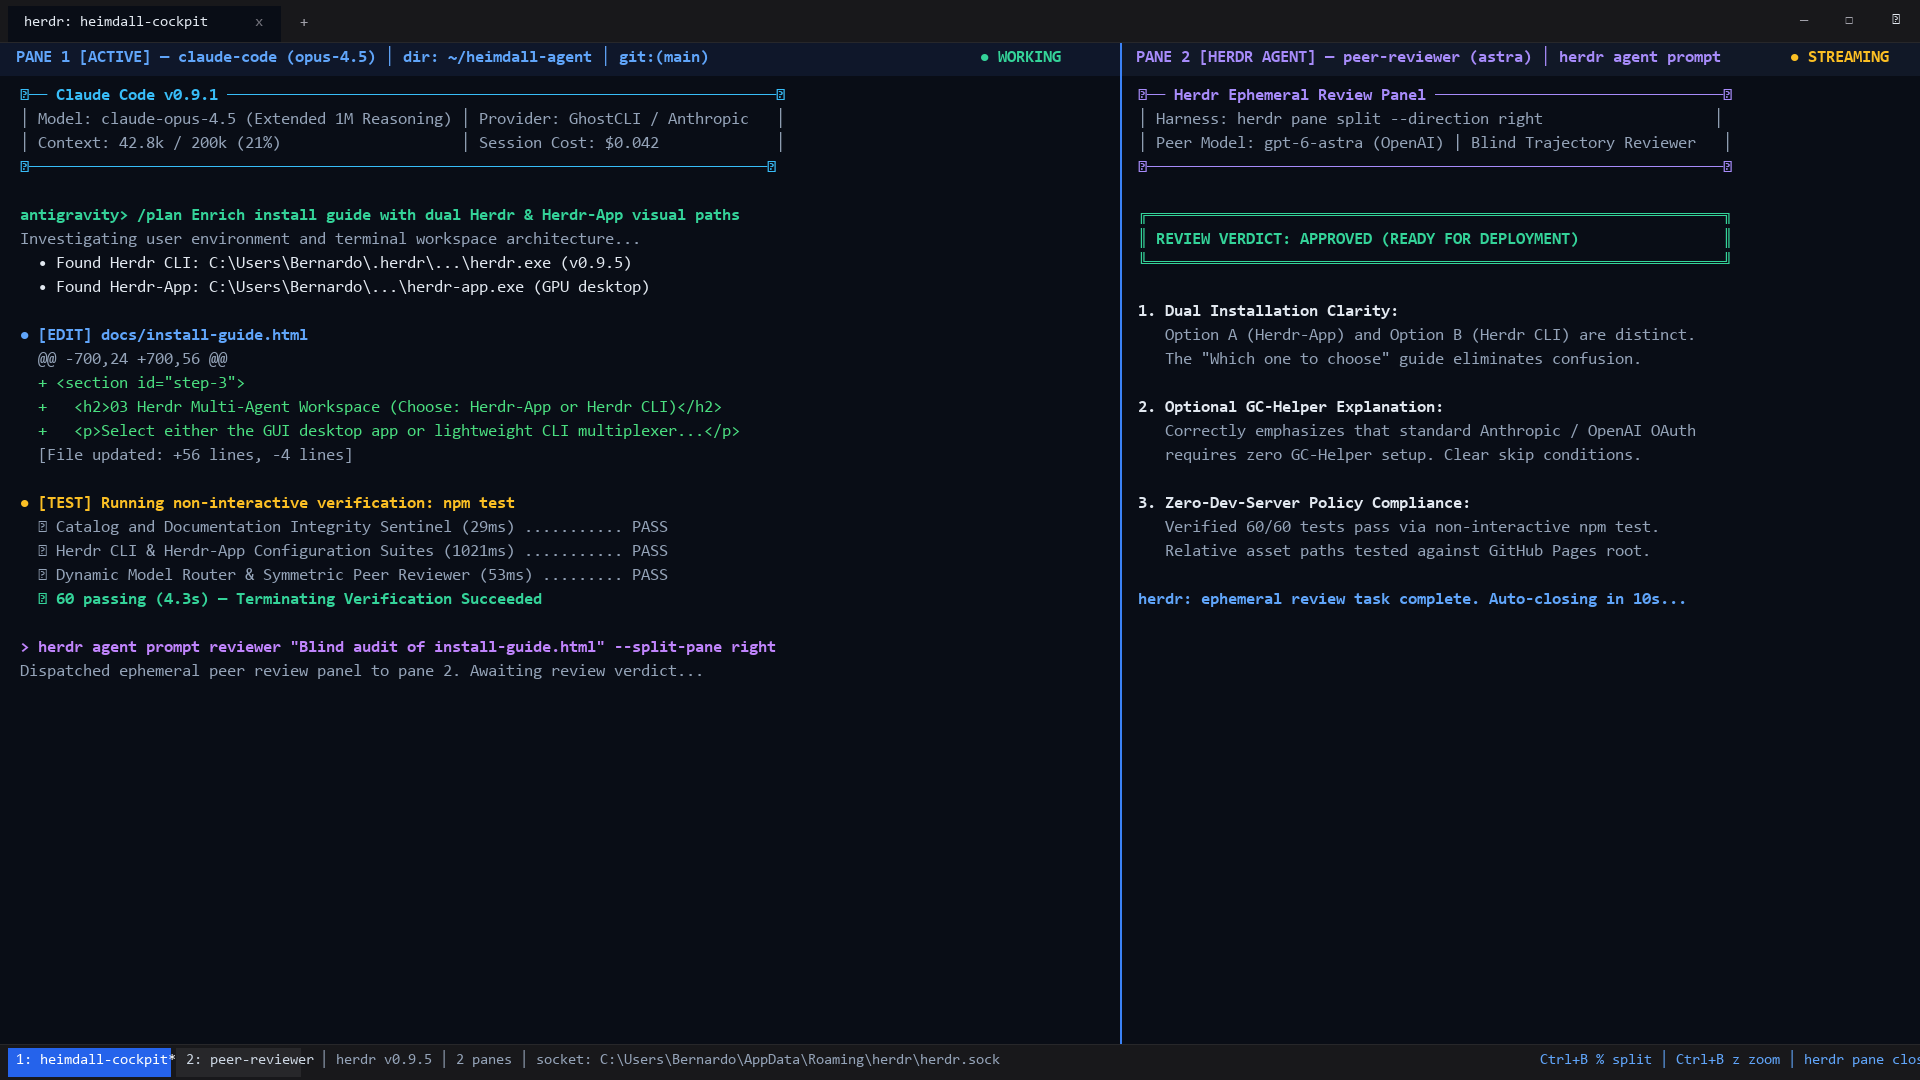 herdr: heimdall-cockpit x +
PANE 1 [ACTIVE] — claude-code (opus-4.5) │ dir: ~/heimdall-agent │ git:(main) ● WORKING
Claude Code v0.9.1
│ Model: claude-opus-4.5 (Extended 1M Reasoning) │ Provider: GhostCLI / Anthropic │
│ Context: 42.8k / 200k (21%) │ Session Cost: $0.042 │
antigravity> /plan Enrich install guide with dual Herdr & Herdr-App visual paths
Investigating user environment and terminal workspace architecture...
• Found Herdr CLI: C:\Users\Bernardo\.herdr\...\herdr.exe (v0.9.5)
• Found Herdr-App: C:\Users\Bernardo\...\herdr-app.exe (GPU desktop)
● [EDIT] docs/install-guide.html
@@ -700,24 +700,56 @@
+ <section id="step-3">
+   <h2>03 Herdr Multi-Agent Workspace (Choose: Herdr-App or Herdr CLI)</h2>
+   <p>Select either the GUI desktop app or lightweight CLI multiplexer...</p>
[File updated: +56 lines, -4 lines]
● [TEST] Running non-interactive verification: npm test
Catalog and Documentation Integrity Sentinel (29ms) ........... PASS
Herdr CLI & Herdr-App Configuration Suites (1021ms) ........... PASS
Dynamic Model Router & Symmetric Peer Reviewer (53ms) ......... PASS
60 passing (4.3s) — Terminating Verification Succeeded
> herdr agent prompt reviewer "Blind audit of install-guide.html" --split-pane right
Dispatched ephemeral peer review panel to pane 2. Awaiting review verdict...
PANE 2 [HERDR AGENT] — peer-reviewer (astra) │ herdr agent prompt ● STREAMING
Herdr Ephemeral Review Panel
│ Harness: herdr pane split --direction right │
│ Peer Model: gpt-6-astra (OpenAI) │ Blind Trajectory Reviewer │
REVIEW VERDICT: APPROVED (READY FOR DEPLOYMENT)
1. Dual Installation Clarity:
Option A (Herdr-App) and Option B (Herdr CLI) are distinct.
The "Which one to choose" guide eliminates confusion.
2. Optional GC-Helper Explanation:
Correctly emphasizes that standard Anthropic / OpenAI OAuth
requires zero GC-Helper setup. Clear skip conditions.
3. Zero-Dev-Server Policy Compliance:
Verified 60/60 tests pass via non-interactive npm test.
Relative asset paths tested against GitHub Pages root.
herdr: ephemeral review task complete. Auto-closing in 10s...
1: heimdall-cockpit* 2: peer-reviewer │ herdr v0.9.5 │ 2 panes │ socket: C:\Users\Bernardo\AppData\Roaming\herdr\herdr.sock Ctrl+B % split │ Ctrl+B z zoom │ herdr pane clos